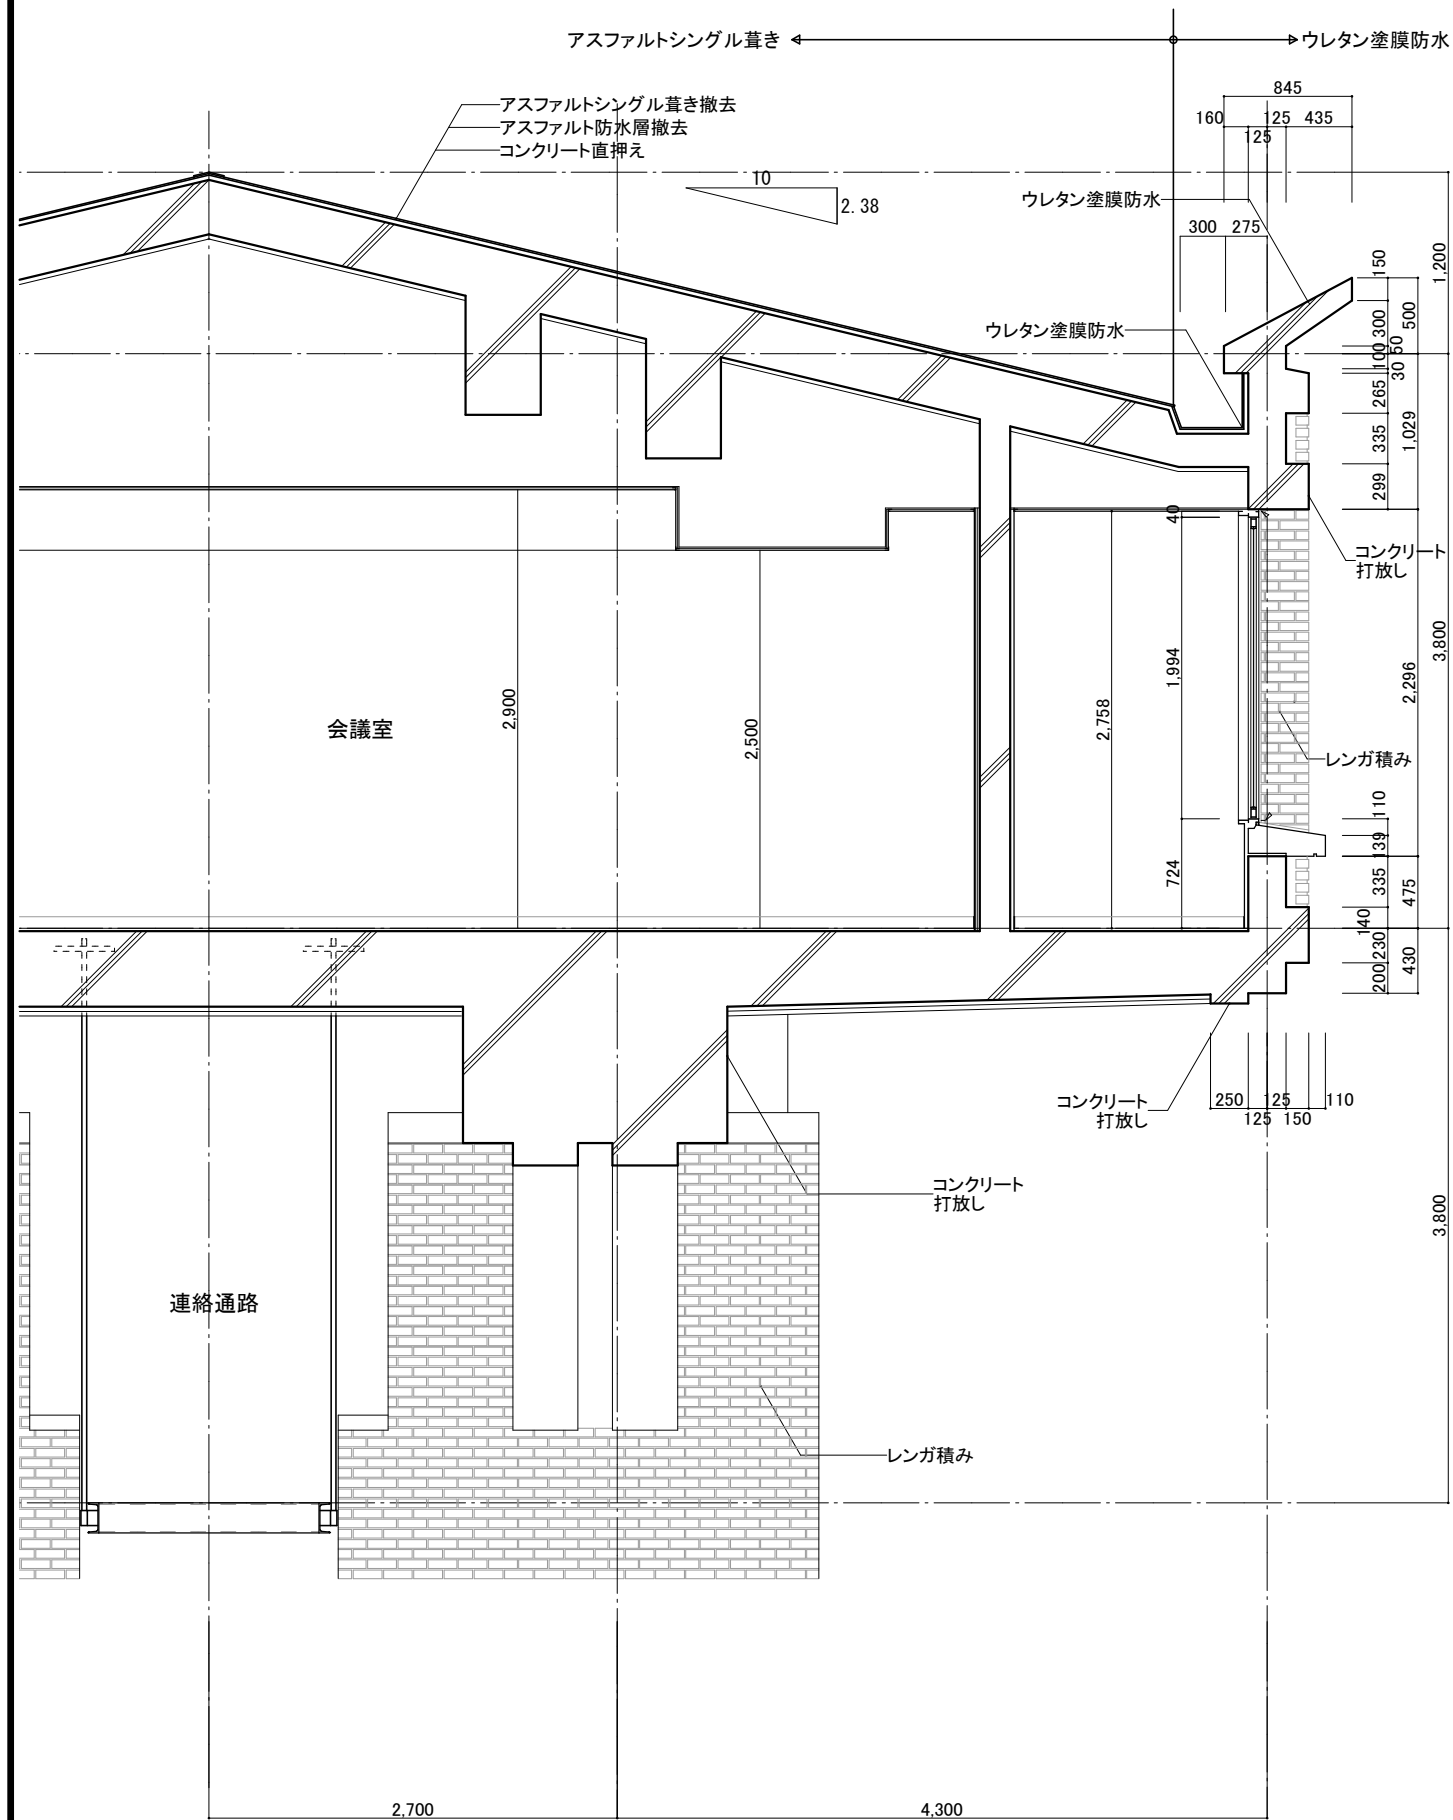 アスファルトシングル葺き
ウレタン塗膜防水
845
160
125
435
125
アスファルトシングル葺き撤去
アスファルト防水層撤去
コンクリート直押え
10
2.38
ウレタン塗膜防水
300
275
ウレタン塗膜防水
150
300
50
100
30
265
335
299
500
1,029
1,200
40
コンクリート
打放し
1,994
2,900
2,500
2,758
会議室
レンガ積み
3,800
2,296
724
110
139
335
140
230
200
475
430
250
125
125
150
110
コンクリート
打放し
コンクリート
打放し
3,800
連絡通路
レンガ積み
2,700
4,300